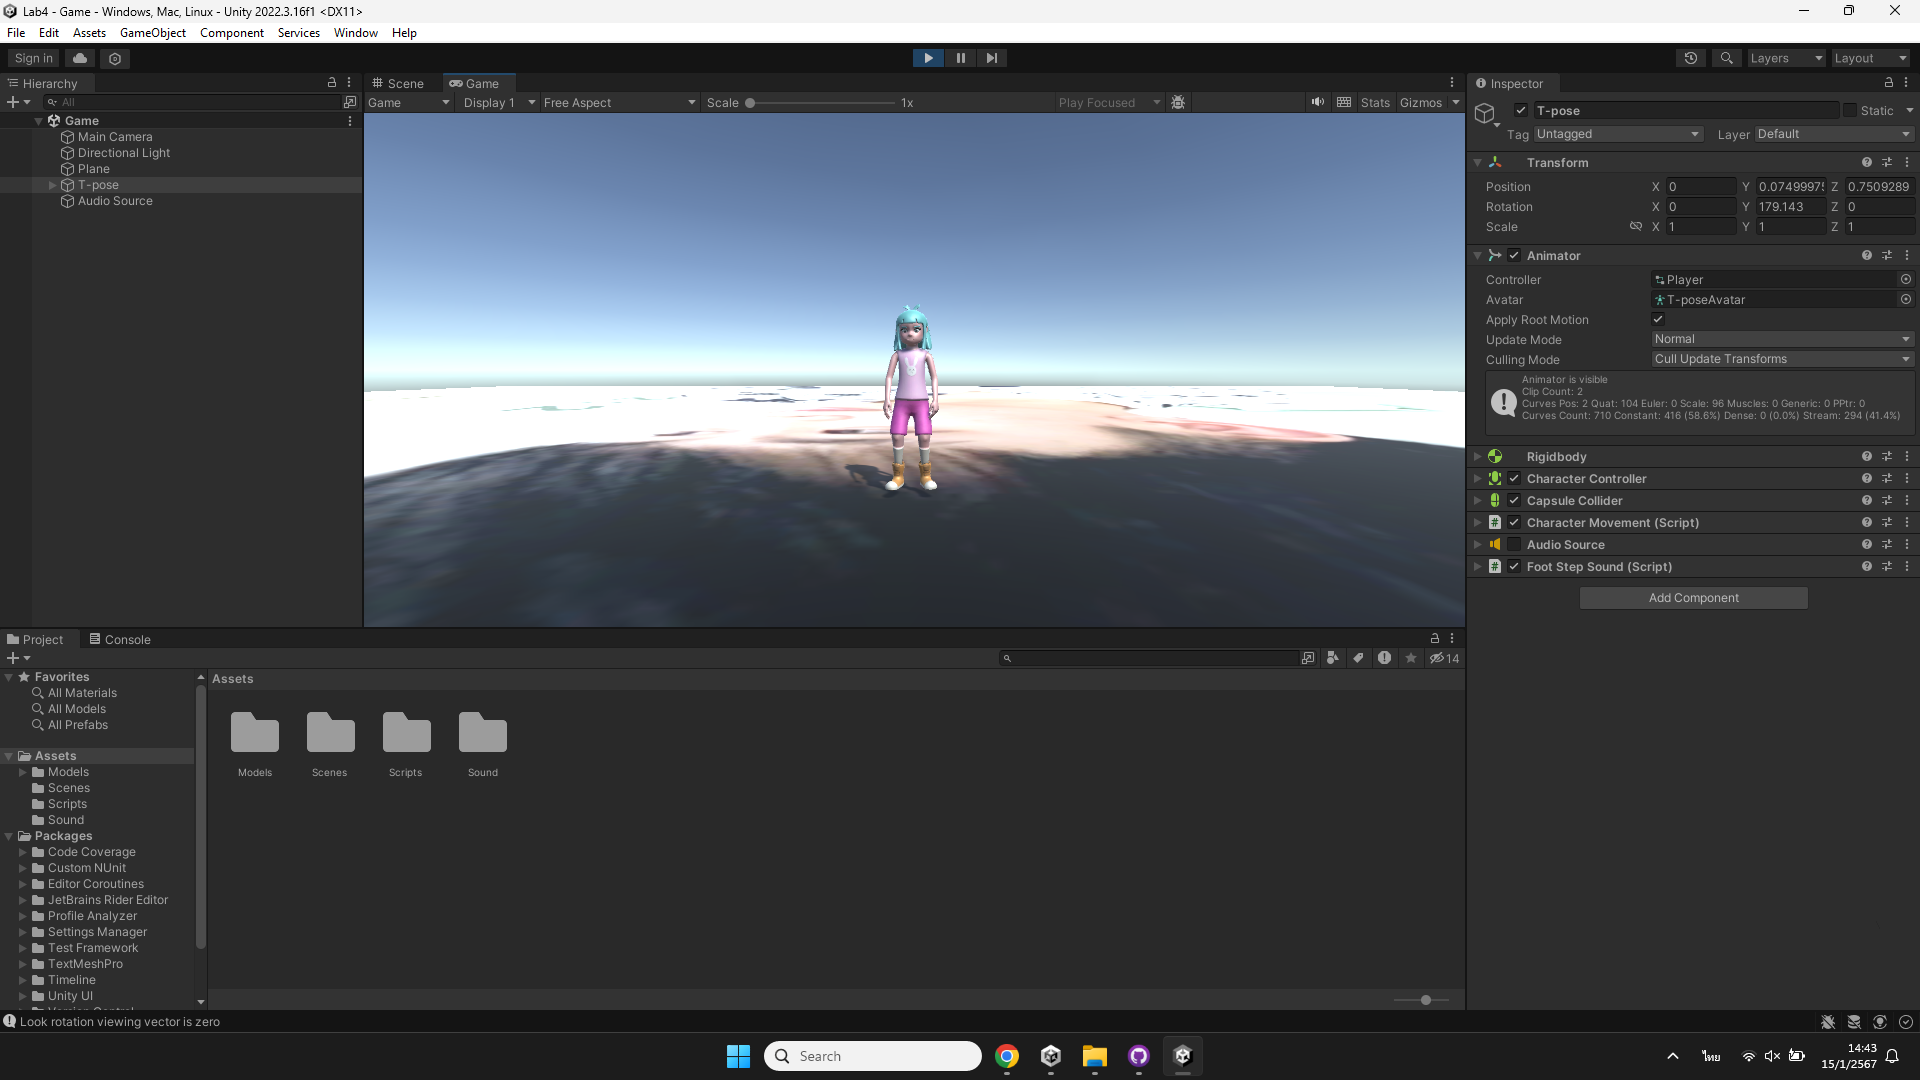 Lab4 - Game - Windows, Mac, Linux - Unity 2022.3.16f1 <DX11>
File Edit Assets GameObject Component Services Window Help
Sign in
Layers Layout
Hierarchy
All
Game
Main Camera
Directional Light
Plane
T-pose
Audio Source
Scene Game
Game Display 1 Free Aspect Scale 1x Play Focused Stats Gizmos
Inspector
T-pose Static
Tag Untagged Layer Default
Transform
Position X 0 Y 0.0749997 Z 0.7509289
Rotation X 0 Y 179.143 Z 0
Scale X 1 Y 1 Z 1
Animator
Controller Player
Avatar T-poseAvatar
Apply Root Motion
Update Mode Normal
Culling Mode Cull Update Transforms
Animator is visible
Clip Count: 2
Curves Pos: 2 Quat: 104 Euler: 0 Scale: 96 Muscles: 0 Generic: 0 PPtr: 0
Curves Count: 710 Constant: 416 (58.6%) Dense: 0 (0.0%) Stream: 294 (41.4%)
Rigidbody
Character Controller
Capsule Collider
Character Movement (Script)
Audio Source
Foot Step Sound (Script)
Add Component
Project Console
14
Favorites
All Materials
All Models
All Prefabs
Assets
Models
Scenes
Scripts
Sound
Packages
Code Coverage
Custom NUnit
Editor Coroutines
JetBrains Rider Editor
Profile Analyzer
Settings Manager
Test Framework
TextMeshPro
Timeline
Unity UI
Assets
Models Scenes Scripts Sound
Look rotation viewing vector is zero
Search
ไทย
14:43
15/1/2567